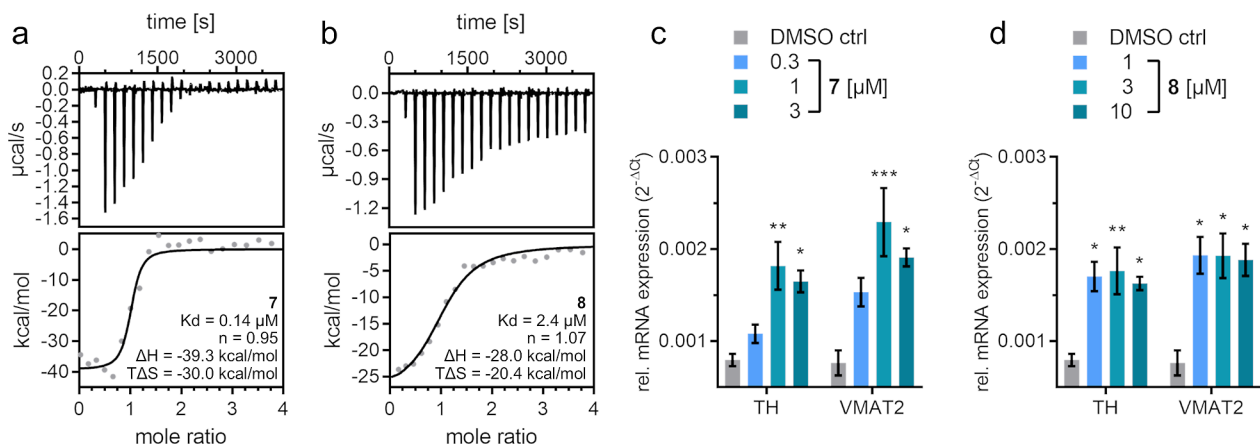 a
time [s]
0 1500 3000
0.2
0.0
-0.2
-0.4
-0.6
-0.8
-1.0
-1.2
-1.4
-1.6
µcal/s
0
-10
-20
-30
-40
kcal/mol
7
Kd = 0.14 µM
n = 0.95
ΔH = -39.3 kcal/mol
TΔS = -30.0 kcal/mol
0 1 2 3 4
mole ratio
b
time [s]
0 1500 3000
0.0
-0.3
-0.6
-0.9
-1.2
µcal/s
0
-5
-10
-15
-20
-25
kcal/mol
8
Kd = 2.4 µM
n = 1.07
ΔH = -28.0 kcal/mol
TΔS = -20.4 kcal/mol
0 1 2 3 4
mole ratio
c
DMSO ctrl
0.3
1
3
7 [µM]
rel. mRNA expression (2^-ΔCt)
0.003
0.002
0.001
** *
*** *
TH VMAT2
d
DMSO ctrl
1
3
10
8 [µM]
rel. mRNA expression (2^-ΔCt)
0.003
0.002
0.001
* ** *
* * *
TH VMAT2